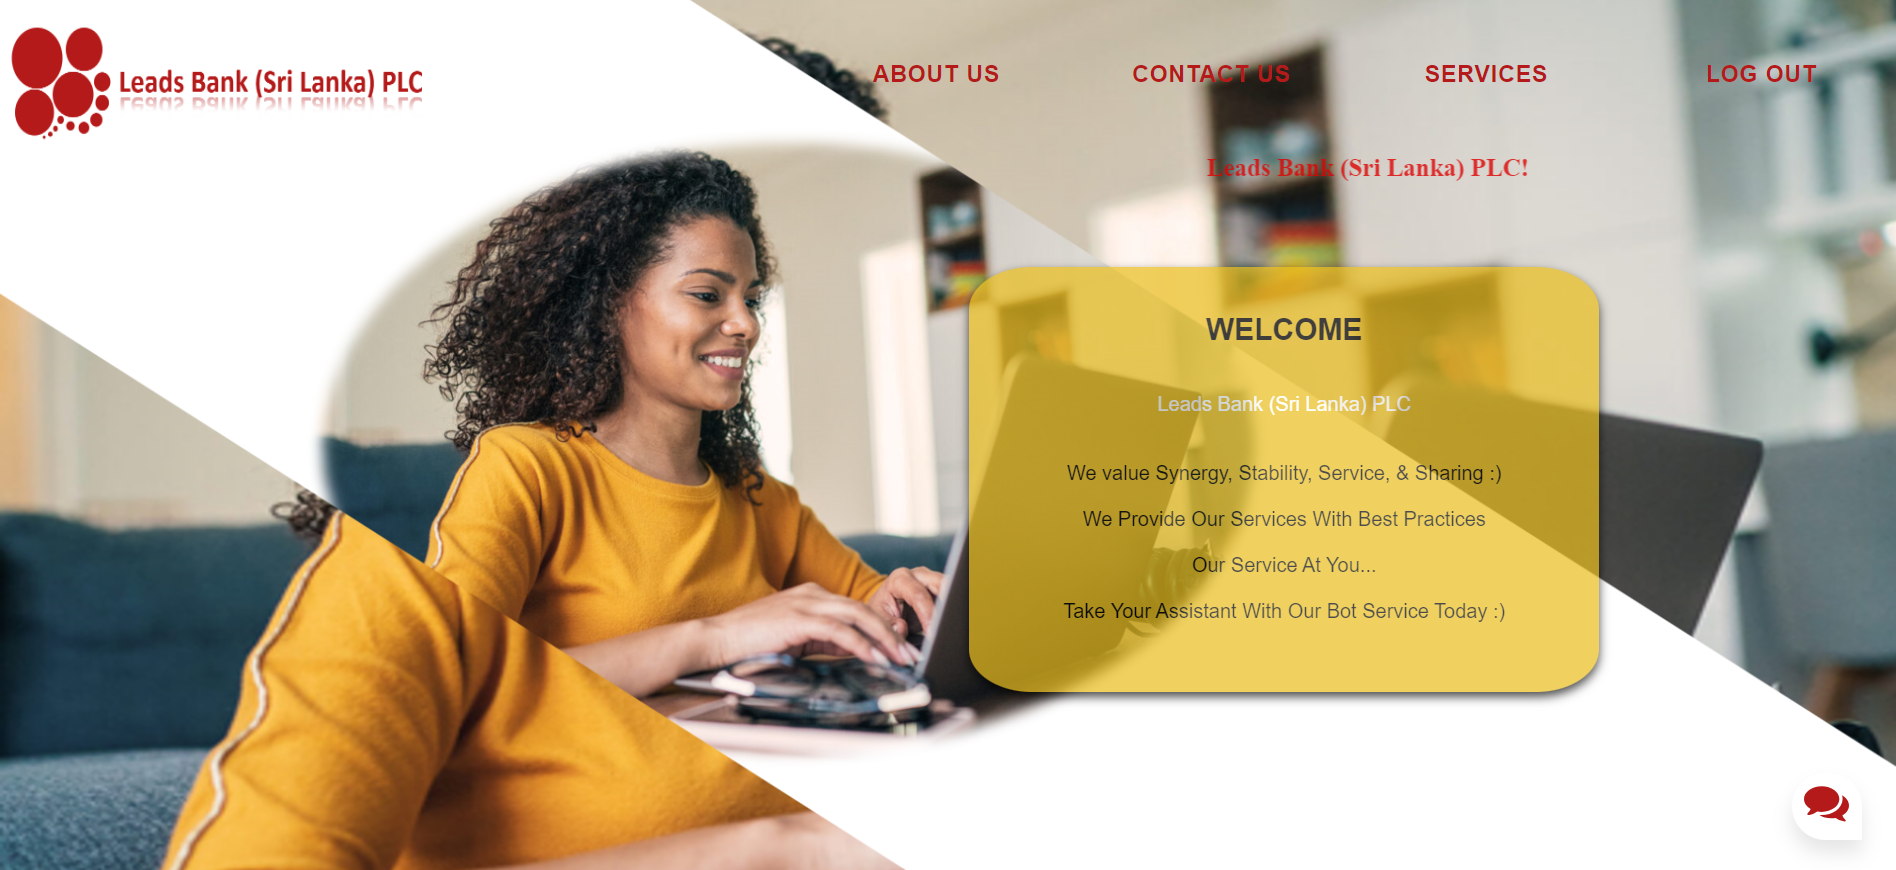 Leads Bank (Sri Lanka) PLC
ABOUT US
CONTACT US
SERVICES
LOG OUT
Leads Bank (Sri Lanka) PLC!
WELCOME
Leads Bank (Sri Lanka) PLC
We value Synergy, Stability, Service, & Sharing :)
We Provide Our Services With Best Practices
Our Service At You...
Take Your Assistant With Our Bot Service Today :)